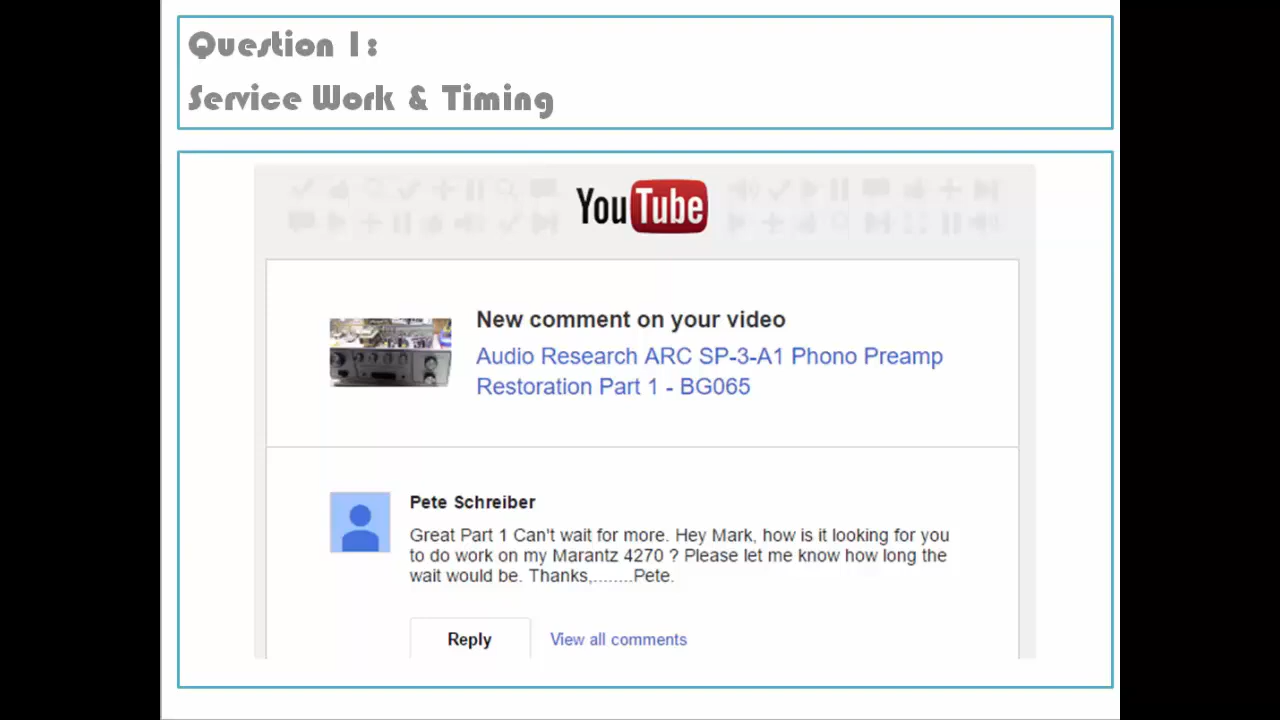 Question 1:
Service Work & Timing
YouTube
New comment on your video
Audio Research ARC SP-3-A1 Phono Preamp
Restoration Part 1 - BG065
Pete Schreiber
Great Part 1 Can't wait for more. Hey Mark, how is it looking for you
to do work on my Marantz 4270 ? Please let me know how long the
wait would be. Thanks,........Pete.
Reply
View all comments